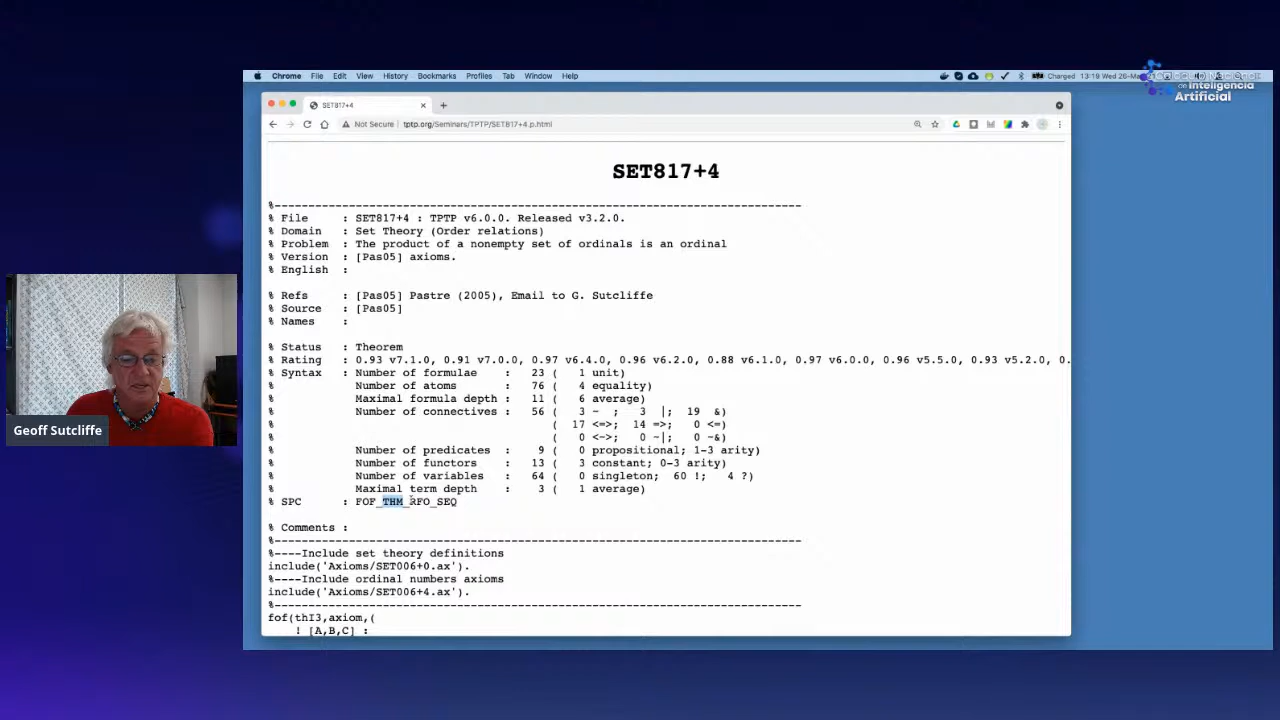 Chrome File Edit View History Bookmarks Profiles Tab Window Help
Charged 13:19 Wed 26-Ma
de Inteligencia
Artificial
SET817+4
Not Secure tptp.org/Seminars/TPTP/SET817+4.p.html
SET817+4
%------------------------------------------------------------------------------
% File : SET817+4 : TPTP v6.0.0. Released v3.2.0.
% Domain : Set Theory (Order relations)
% Problem : The product of a nonempty set of ordinals is an ordinal
% Version : [Pas05] axioms.
% English :
% Refs : [Pas05] Pastre (2005), Email to G. Sutcliffe
% Source : [Pas05]
% Names :
% Status : Theorem
% Rating : 0.93 v7.1.0, 0.91 v7.0.0, 0.97 v6.4.0, 0.96 v6.2.0, 0.88 v6.1.0, 0.97 v6.0.0, 0.96 v5.5.0, 0.93 v5.2.0, 0.
% Syntax : Number of formulae : 23 ( 1 unit)
% Number of atoms : 76 ( 4 equality)
% Maximal formula depth : 11 ( 6 average)
% Number of connectives : 56 ( 3 ~ ; 3 |; 19 &)
% ( 17 <=>; 14 =>; 0 <=)
% ( 0 <~>; 0 ~|; 0 ~&)
% Number of predicates : 9 ( 0 propositional; 1-3 arity)
% Number of functors : 13 ( 3 constant; 0-3 arity)
% Number of variables : 64 ( 0 singleton; 60 !; 4 ?)
% Maximal term depth : 3 ( 1 average)
% SPC : FOF_THM_RFO_SEQ
% Comments :
%------------------------------------------------------------------------------
%----Include set theory definitions
include('Axioms/SET006+0.ax').
%----Include ordinal numbers axioms
include('Axioms/SET006+4.ax').
%------------------------------------------------------------------------------
fof(thI3,axiom,(
! [A,B,C] :
Geoff Sutcliffe